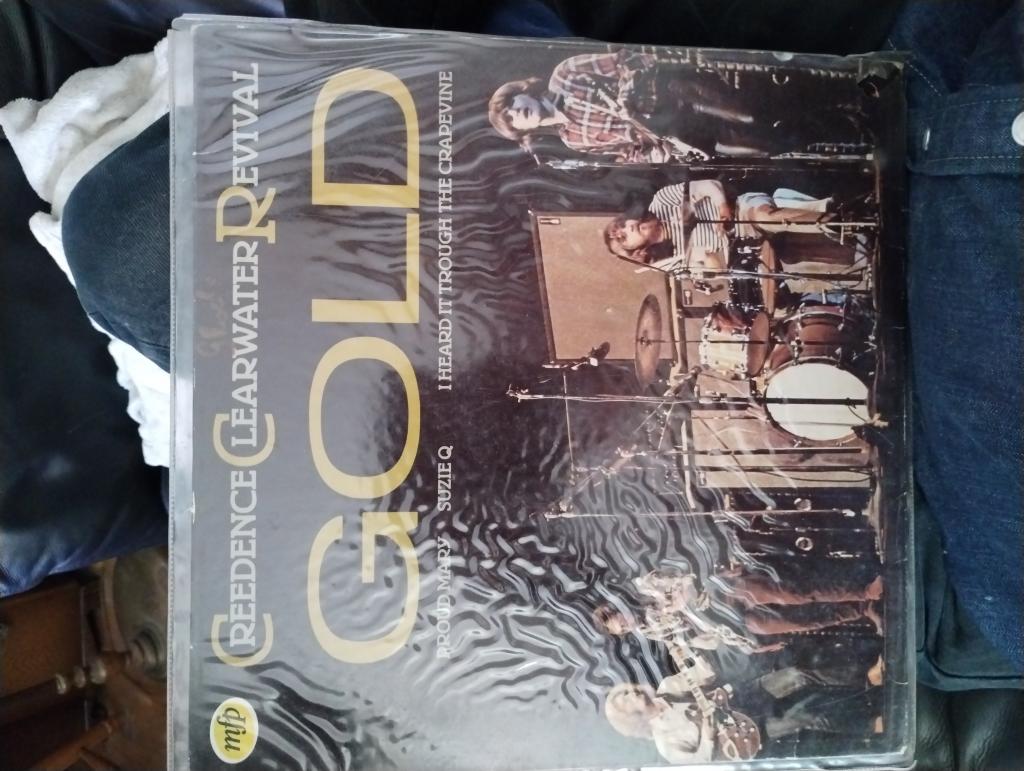 mfp
CREEDENCE CLEARWATER REVIVAL
GOLD
PROUD MARY SUZIE Q I HEARD IT TROUGH THE GRAPEVINE